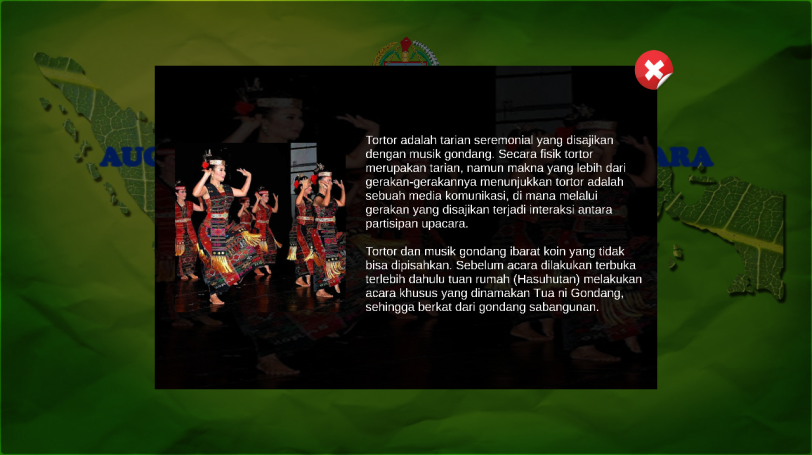 AUG
ARA
Tortor adalah tarian seremonial yang disajikan
dengan musik gondang. Secara fisik tortor
merupakan tarian, namun makna yang lebih dari
gerakan-gerakannya menunjukkan tortor adalah
sebuah media komunikasi, di mana melalui
gerakan yang disajikan terjadi interaksi antara
partisipan upacara.
Tortor dan musik gondang ibarat koin yang tidak
bisa dipisahkan. Sebelum acara dilakukan terbuka
terlebih dahulu tuan rumah (Hasuhutan) melakukan
acara khusus yang dinamakan Tua ni Gondang,
sehingga berkat dari gondang sabangunan.